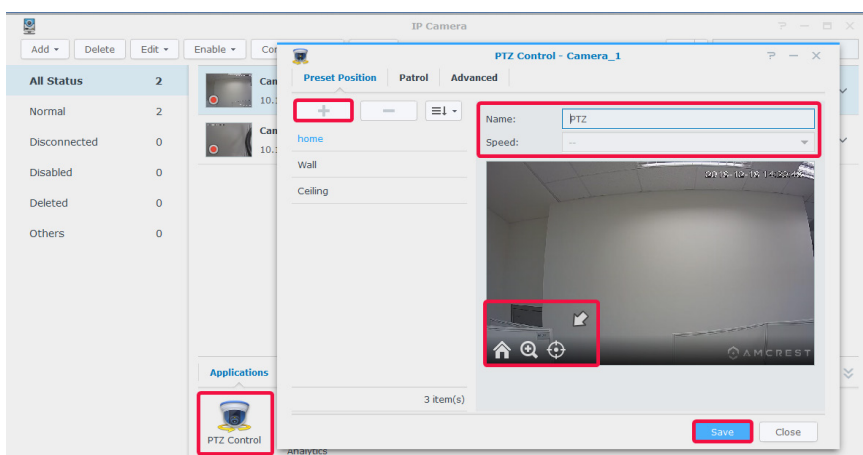 IP Camera
Add Delete Edit Enable
PTZ Control - Camera_1
All Status 2
Normal 2
Disconnected 0
Disabled 0
Deleted 0
Others 0
Preset Position Patrol Advanced
home
Wall
Ceiling
3 item(s)
Name: PTZ
Speed: --
AMCREST
Save Close
Applications
PTZ Control
Analytics